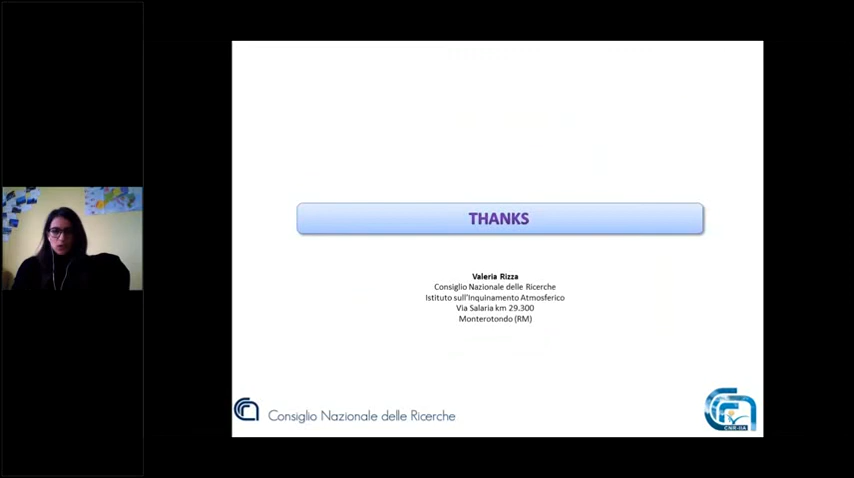 THANKS
Valeria Rizza
Consiglio Nazionale delle Ricerche
Istituto sull'Inquinamento Atmosferico
Via Salaria km 29.300
Monterotondo (RM)
Consiglio Nazionale delle Ricerche
CNR-IIA